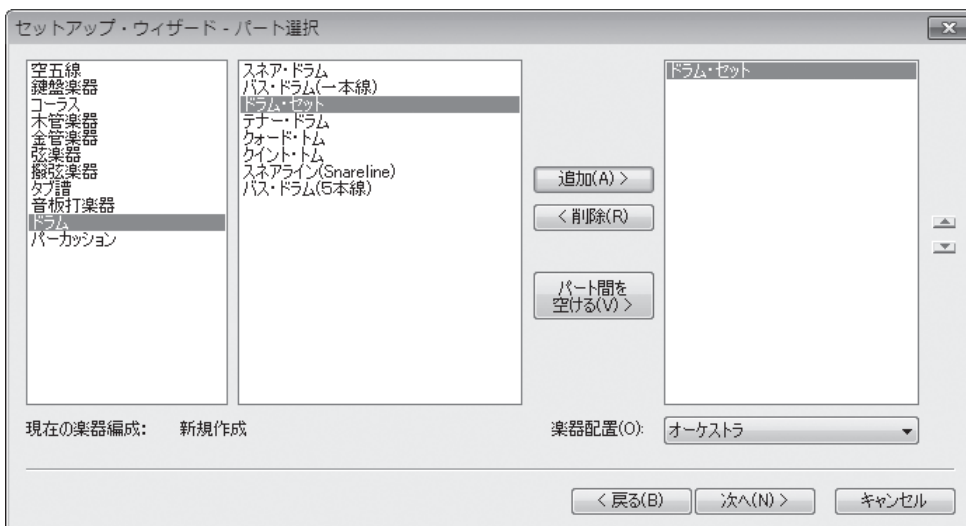 セットアップ・ウィザード - パート選択
空五線
鍵盤楽器
コーラス
木管楽器
金管楽器
弦楽器
撥弦楽器
タブ譜
音板打楽器
ドラム
パーカッション
スネア・ドラム
バス・ドラム(一本線)
ドラム・セット
テナー・ドラム
クォード・トム
クイント・トム
スネアライン(Snareline)
バス・ドラム(5本線)
追加(A) >
< 削除(R)
パート間を
空ける(V) >
ドラム・セット
現在の楽器編成: 新規作成
楽器配置(O): オーケストラ
< 戻る(B)
次へ(N) >
キャンセル